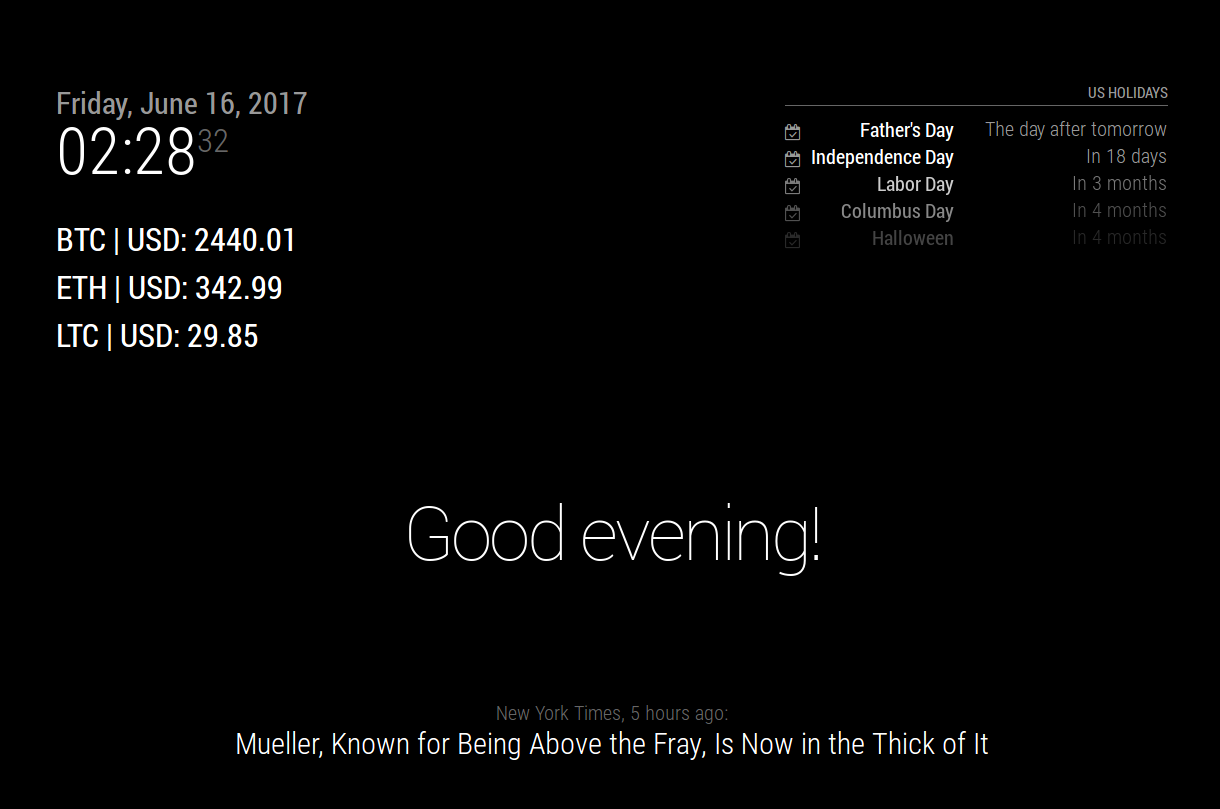 Friday, June 16, 2017
02:28 32
BTC | USD: 2440.01
ETH | USD: 342.99
LTC | USD: 29.85
US HOLIDAYS
Father's Day The day after tomorrow
Independence Day In 18 days
Labor Day In 3 months
Columbus Day In 4 months
Halloween In 4 months
Good evening!
New York Times, 5 hours ago:
Mueller, Known for Being Above the Fray, Is Now in the Thick of It